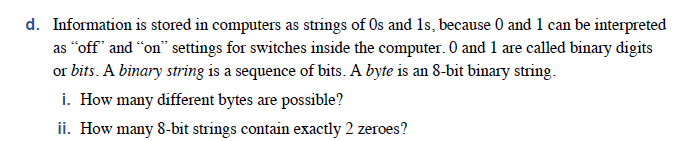 d. Information is stored in computers as strings of 0s and 1s, because 0 and 1 can be interpreted
as “off” and “on” settings for switches inside the computer. 0 and 1 are called binary digits
or bits. A binary string is a sequence of bits. A byte is an 8-bit binary string.
i. How many different bytes are possible?
ii. How many 8-bit strings contain exactly 2 zeroes?